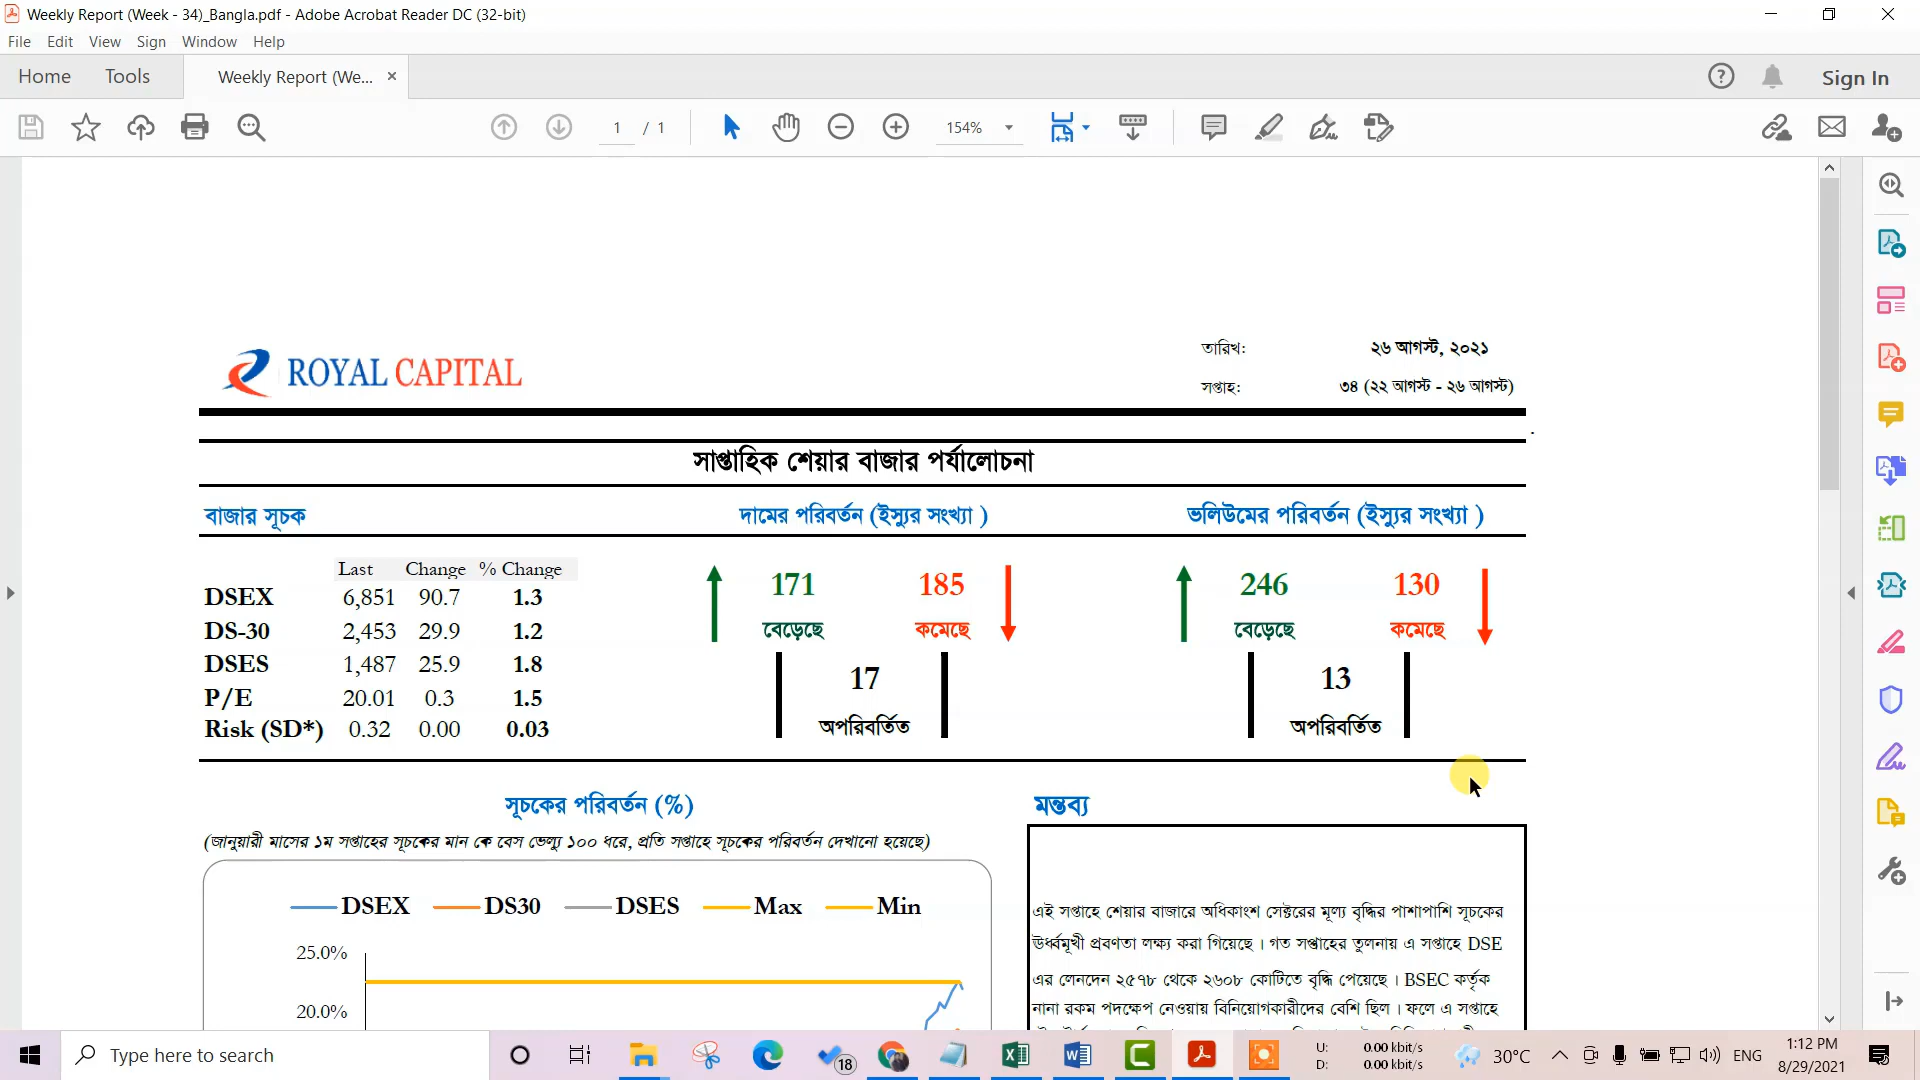 Weekly Report (Week - 34)_Bangla.pdf - Adobe Acrobat Reader DC (32-bit)
File Edit View Sign Window Help
Home Tools Weekly Report (We... × Sign In
1 / 1 154%
ROYAL CAPITAL
তারিখ: ২৬ আগস্ট, ২০২১
সপ্তাহ: ৩৪ (২২ আগস্ট - ২৬ আগস্ট)
সাপ্তাহিক শেয়ার বাজার পর্যালোচনা
বাজার সূচক দামের পরিবর্তন (ইস্যুর সংখ্যা ) ভলিউমের পরিবর্তন (ইস্যুর সংখ্যা )
Last Change % Change
DSEX 6,851 90.7 1.3
DS-30 2,453 29.9 1.2
DSES 1,487 25.9 1.8
P/E 20.01 0.3 1.5
Risk (SD*) 0.32 0.00 0.03
171 185
বেড়েছে কমেছে
17
অপরিবর্তিত
246 130
বেড়েছে কমেছে
13
অপরিবর্তিত
সূচকের পরিবর্তন (%)
(জানুয়ারী মাসের ১ম সপ্তাহের সূচকের মান কে বেস ভেল্যু ১০০ ধরে, প্রতি সপ্তাহে সূচকের পরিবর্তন দেখানো হয়েছে)
DSEX DS30 DSES Max Min
25.0%
20.0%
মন্তব্য
এই সপ্তাহে শেয়ার বাজারে অধিকাংশ সেক্টরের মূল্য বৃদ্ধির পাশাপাশি সূচকের
ঊর্ধ্বমূখী প্রবণতা লক্ষ্য করা গিয়েছে । গত সপ্তাহের তুলনায় এ সপ্তাহে DSE
এর লেনদেন ২৫৭৮ থেকে ২৬০৮ কোটিতে বৃদ্ধি পেয়েছে । BSEC কর্তৃক
নানা রকম পদক্ষেপ নেওয়ায় বিনিয়োগকারীদের বেশি ছিল । ফলে এ সপ্তাহে
Type here to search
18
U: 0.00 kbit/s
D: 0.00 kbit/s
30°C
ENG
1:12 PM
8/29/2021